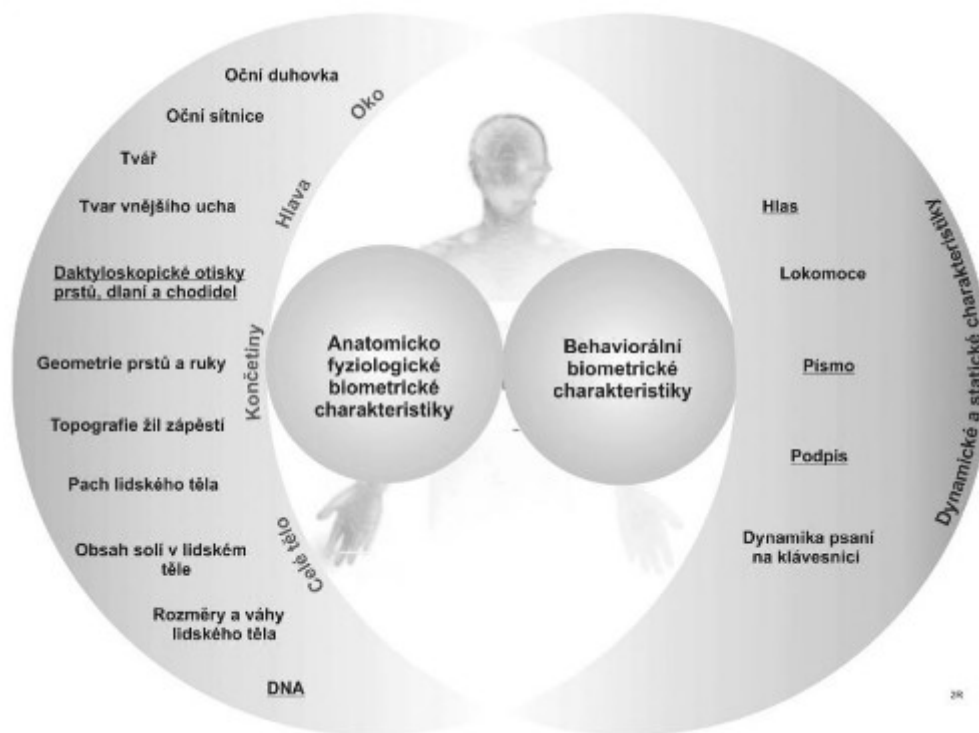 Oční duhovka
Oční sítnice
Tvář
Tvar vnějšího ucha
Daktyloskopické otisky
prstů, dlaní a chodidel
Geometrie prstů a ruky
Topografie žil zápěstí
Pach lidského těla
Obsah solí v lidském
těle
Rozměry a váhy
lidského těla
DNA
Oko
Hlava
Končetiny
Celé tělo
Anatomicko
fyziologické
biometrické
charakteristiky
Behaviorální
biometrické
charakteristiky
Hlas
Lokomoce
Písmo
Podpis
Dynamika psaní
na klávesnici
Dynamické a statické charakteristiky
2R